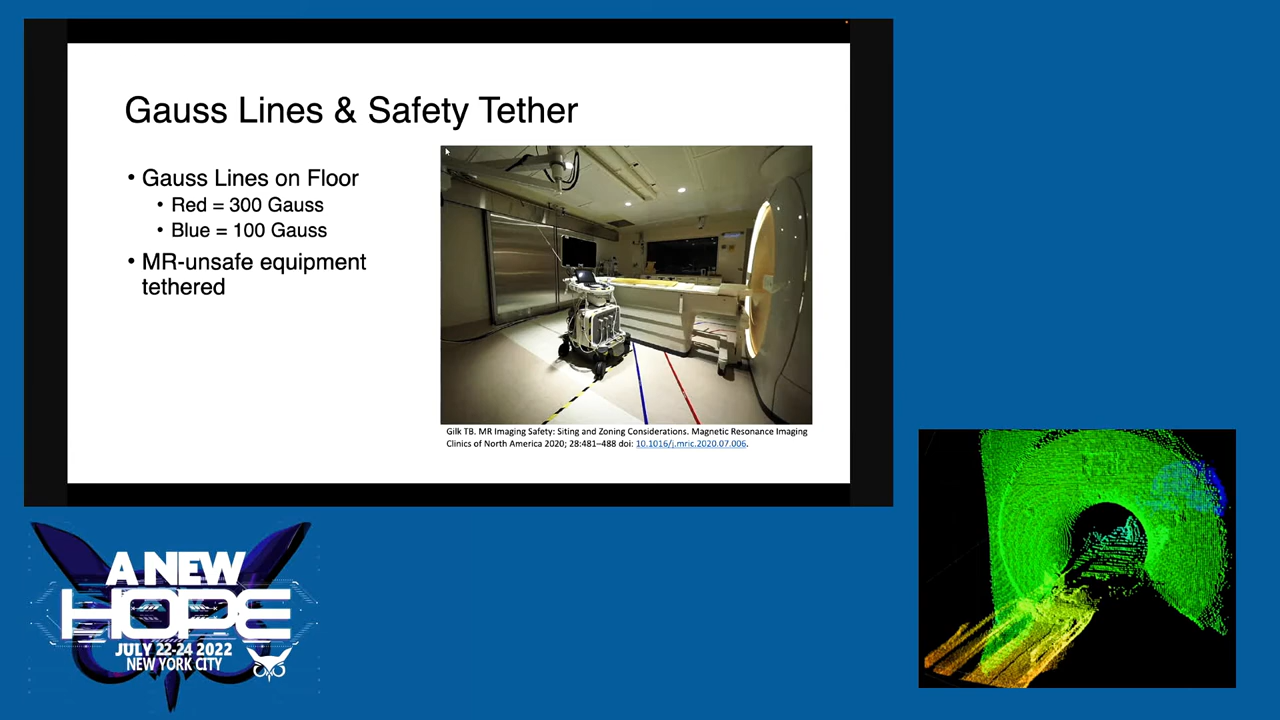 Gauss Lines & Safety Tether
• Gauss Lines on Floor
• Red = 300 Gauss
• Blue = 100 Gauss
• MR-unsafe equipment
tethered
Gilk TB. MR Imaging Safety: Siting and Zoning Considerations. Magnetic Resonance Imaging
Clinics of North America 2020; 28:481–488 doi: 10.1016/j.mric.2020.07.006.
A NEW
HOPE
JULY 22-24 2022
NEW YORK CITY